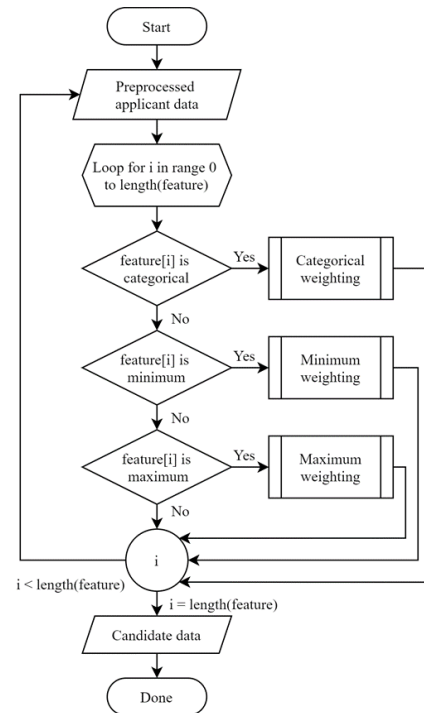 Start
Preprocessed
applicant data
Loop for i in range 0
to length(feature)
feature[i] is
categorical
Yes
Categorical
weighting
No
feature[i] is
minimum
Yes
Minimum
weighting
No
feature[i] is
maximum
Yes
Maximum
weighting
No
i
i < length(feature)
i = length(feature)
Candidate data
Done